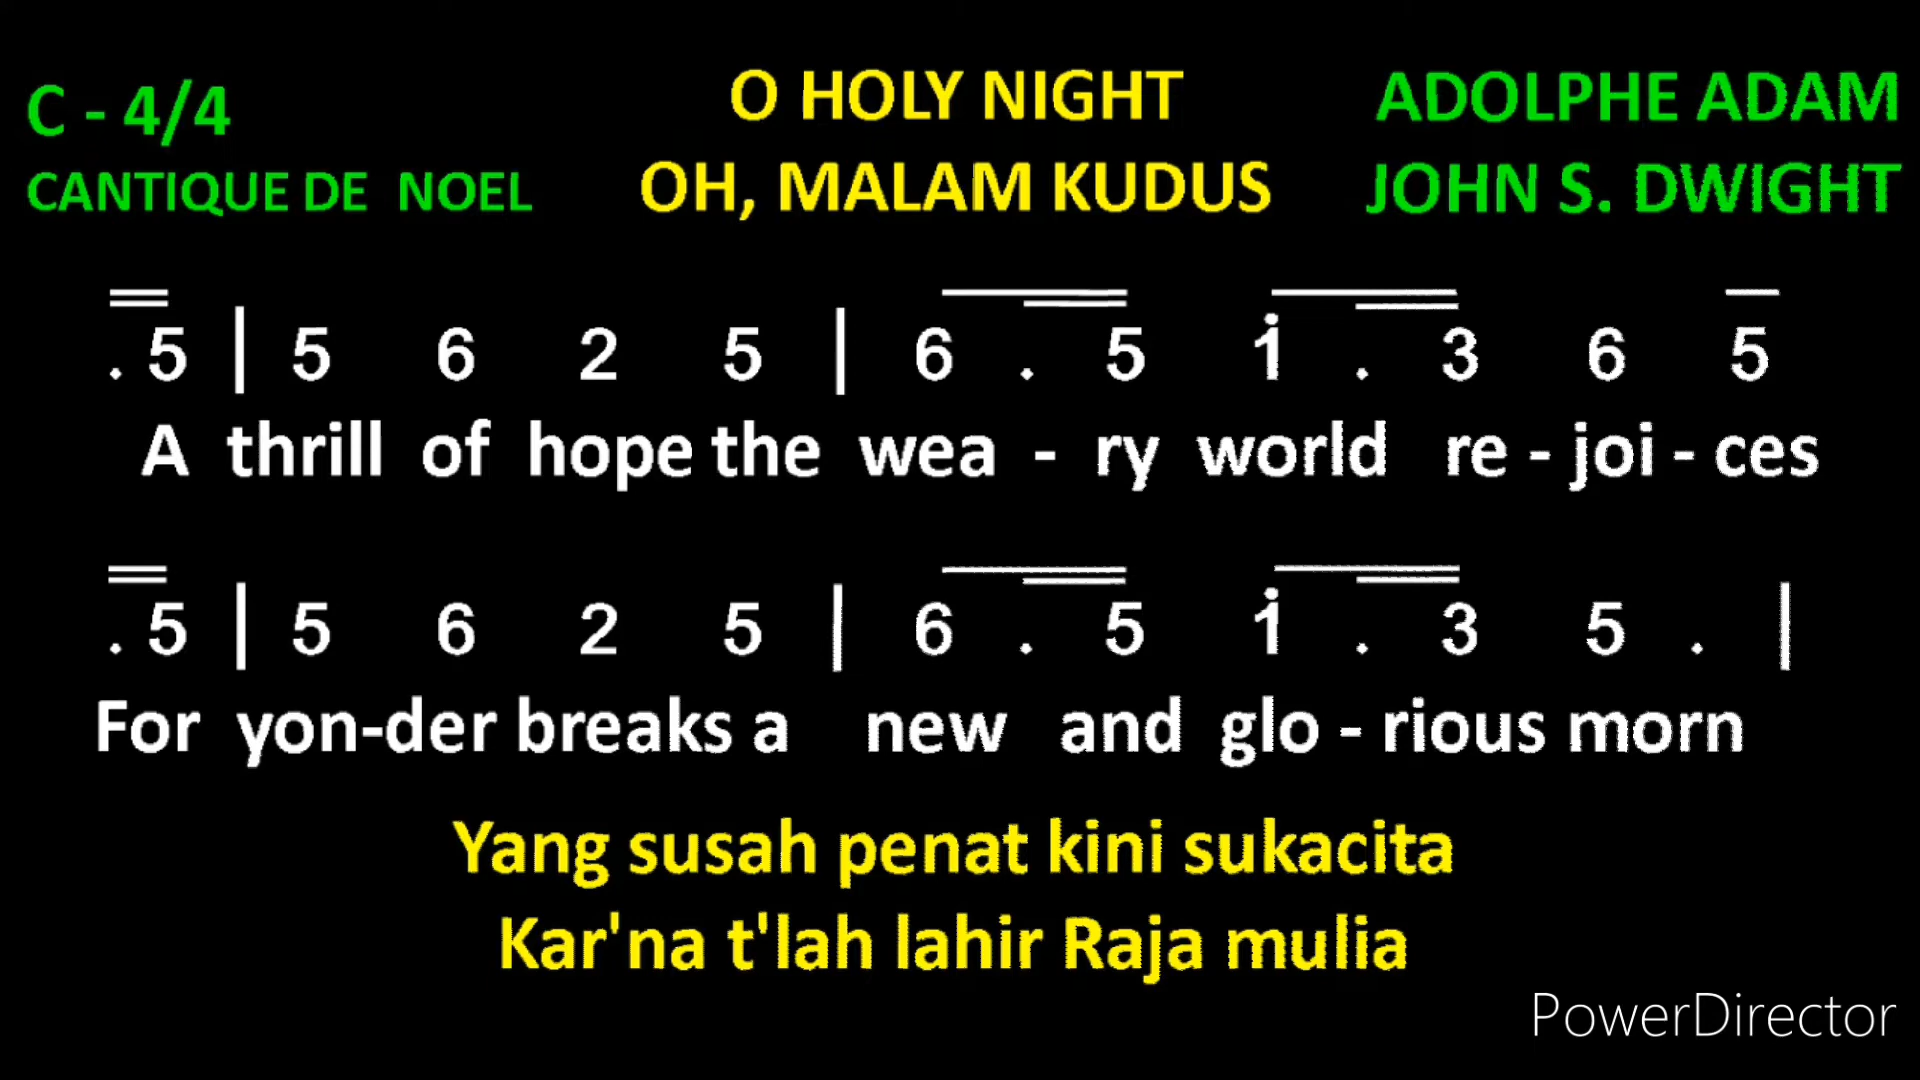 C - 4/4
O HOLY NIGHT
ADOLPHE ADAM
CANTIQUE DE NOEL
OH, MALAM KUDUS
JOHN S. DWIGHT
. 5 | 5 6 2 5 | 6 . 5 1̇ . 3 6 5
A thrill of hope the wea - ry world re - joi - ces
. 5 | 5 6 2 5 | 6 . 5 1̇ . 3 5 . |
For yon-der breaks a new and glo - rious morn
Yang susah penat kini sukacita
Kar'na t'lah lahir Raja mulia
PowerDirector